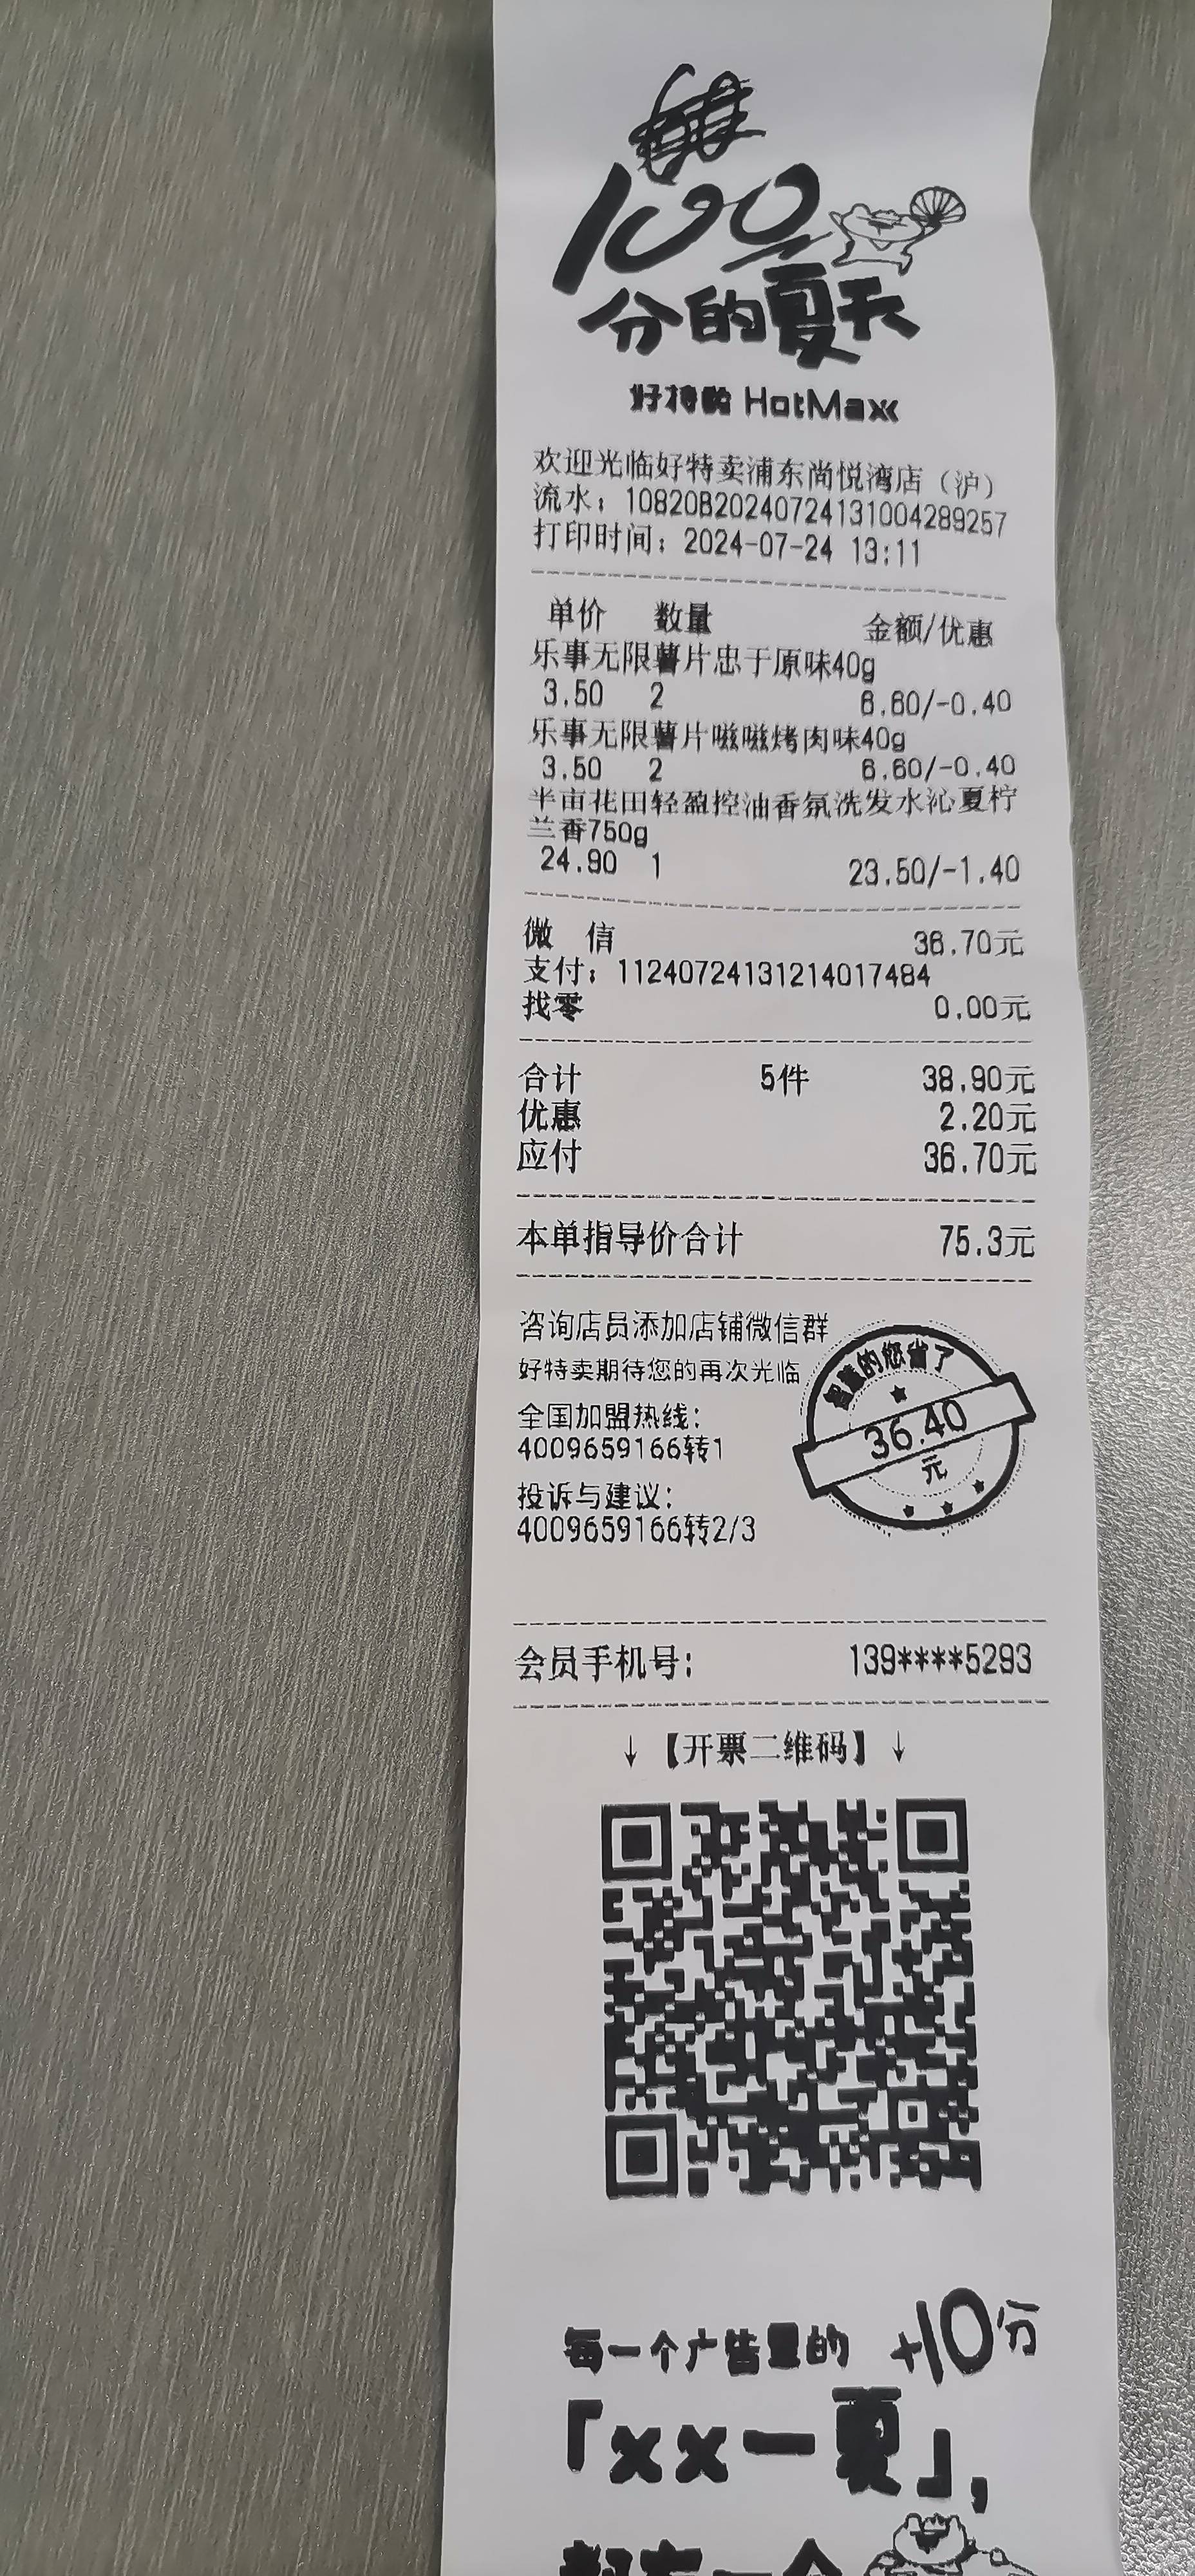 100
分的夏天
好特卖 HotMaxx
欢迎光临好特卖浦东尚悦湾店（沪）
流水：10820820240724131004289257
打印时间：2024-07-24 13:11
单价 数量 金额/优惠
乐事无限薯片忠于原味40g
3.50 2 6.60/-0.40
乐事无限薯片嗞嗞烤肉味40g
3.50 2 6.60/-0.40
半亩花田轻盈控油香氛洗发水沁夏柠
兰香750g
24.90 1 23.50/-1.40
微 信 36.70元
支付：11240724131214017484
找零 0.00元
合计 5件 38.90元
优惠 2.20元
应付 36.70元
本单指导价合计 75.3元
咨询店员添加店铺微信群
好特卖期待您的再次光临
全国加盟热线：
4009659166转1
投诉与建议：
4009659166转2/3
智慧的您省了
36.40
元
会员手机号： 139****5293
↓【开票二维码】↓
每一个广告里的 +10分
「xx一夏」，